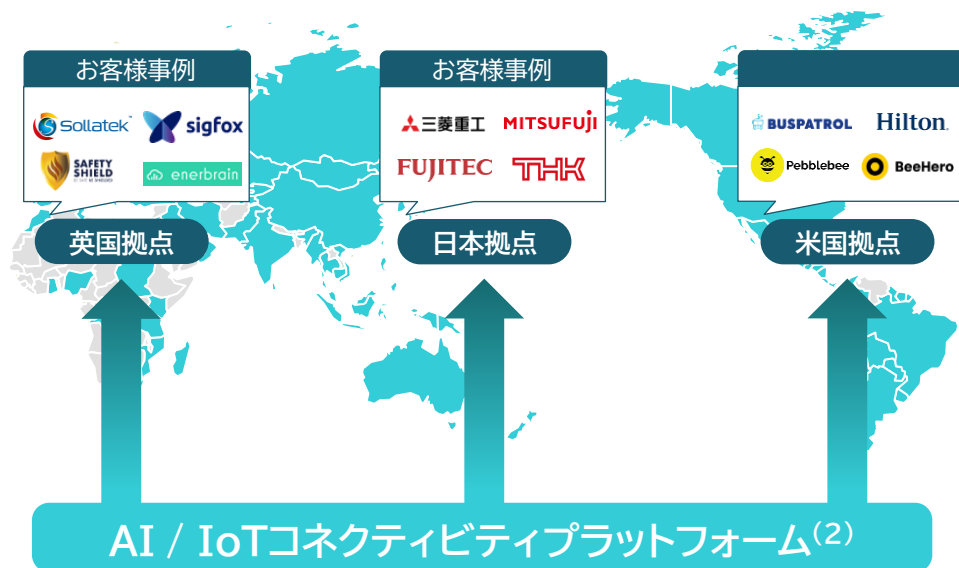 お客様事例
Sollatek™
sigfox
SAFETY
SHIELD
enerbrain
英国拠点
お客様事例
三菱重工
MITSUFUJI
FUJITEC
THK
日本拠点
BUSPATROL
Hilton
Pebblebee
BeeHero
米国拠点
AI / IoTコネクティビティプラットフォーム(2)